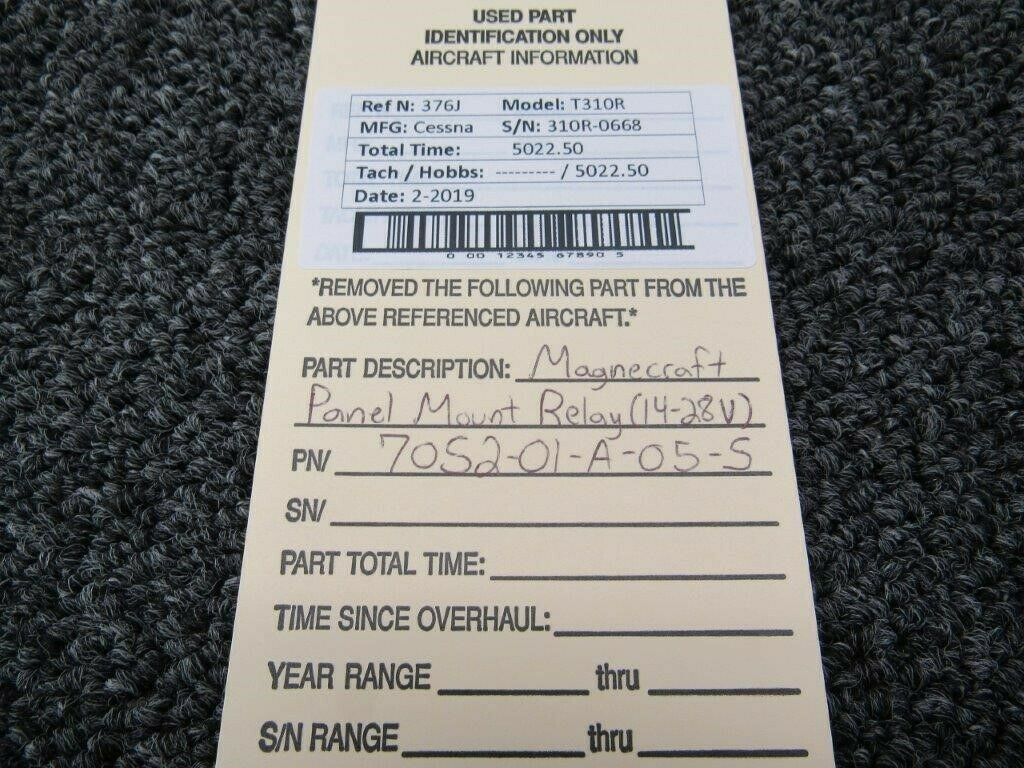 USED PART
IDENTIFICATION ONLY
AIRCRAFT INFORMATION
Ref N: 376J Model: T310R
MFG: Cessna S/N: 310R-0668
Total Time: 5022.50
Tach / Hobbs: --------- / 5022.50
Date: 2-2019
0 00 12345 67890 5
*REMOVED THE FOLLOWING PART FROM THE
ABOVE REFERENCED AIRCRAFT.*
PART DESCRIPTION: Magnecraft
Panel Mount Relay (14-28V)
PN/ 70S2-01-A-05-S
SN/
PART TOTAL TIME:
TIME SINCE OVERHAUL:
YEAR RANGE thru
S/N RANGE thru